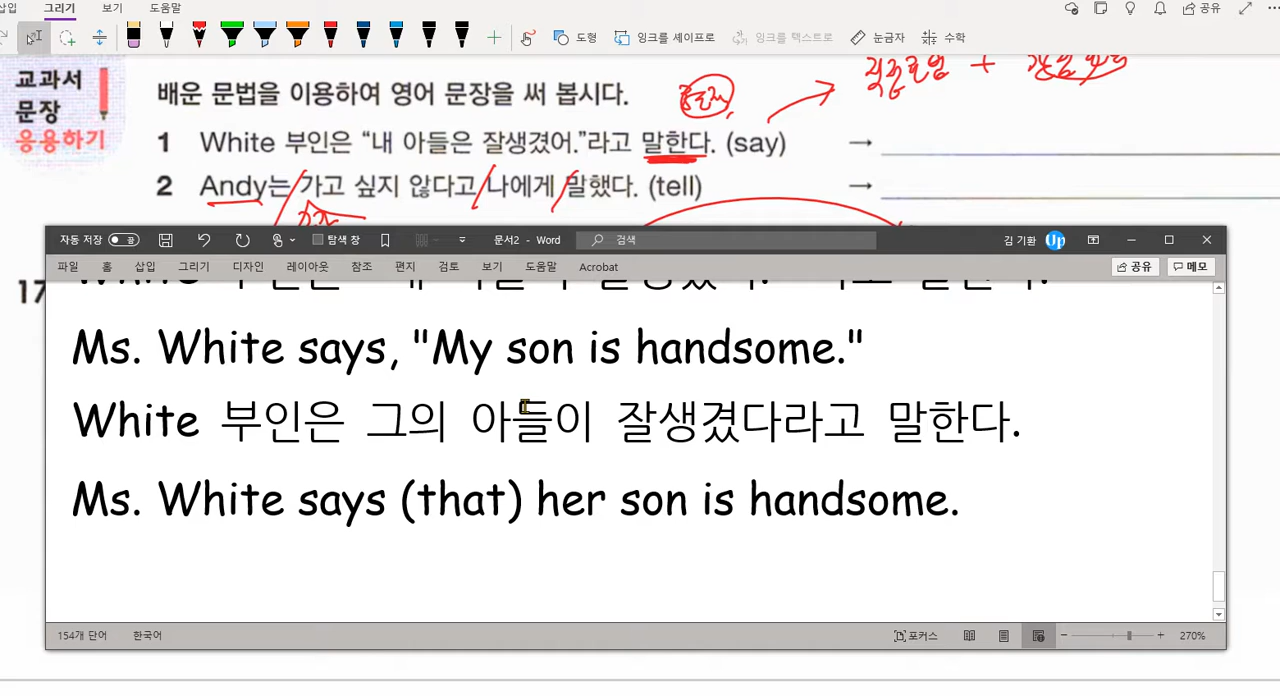 삽입 그리기 보기 도움말
공유
도형 잉크를 셰이프로 잉크를 텍스트로 눈금자 수학
교과서
문장
응용하기
배운 문법을 이용하여 영어 문장을 써 봅시다.
1 White 부인은 “내 아들은 잘생겼어.”라고 말한다. (say) →
2 Andy는 가고 싶지 않다고 나에게 말했다. (tell) →
17
자동 저장 끔 탐색 창 문서2 - Word 검색 김 기환 Up
파일 홈 삽입 그리기 디자인 레이아웃 참조 편지 검토 보기 도움말 Acrobat 공유 메모
Ms. White says, "My son is handsome."
White 부인은 그의 아들이 잘생겼다라고 말한다.
Ms. White says (that) her son is handsome.
154개 단어 한국어 포커스 270%